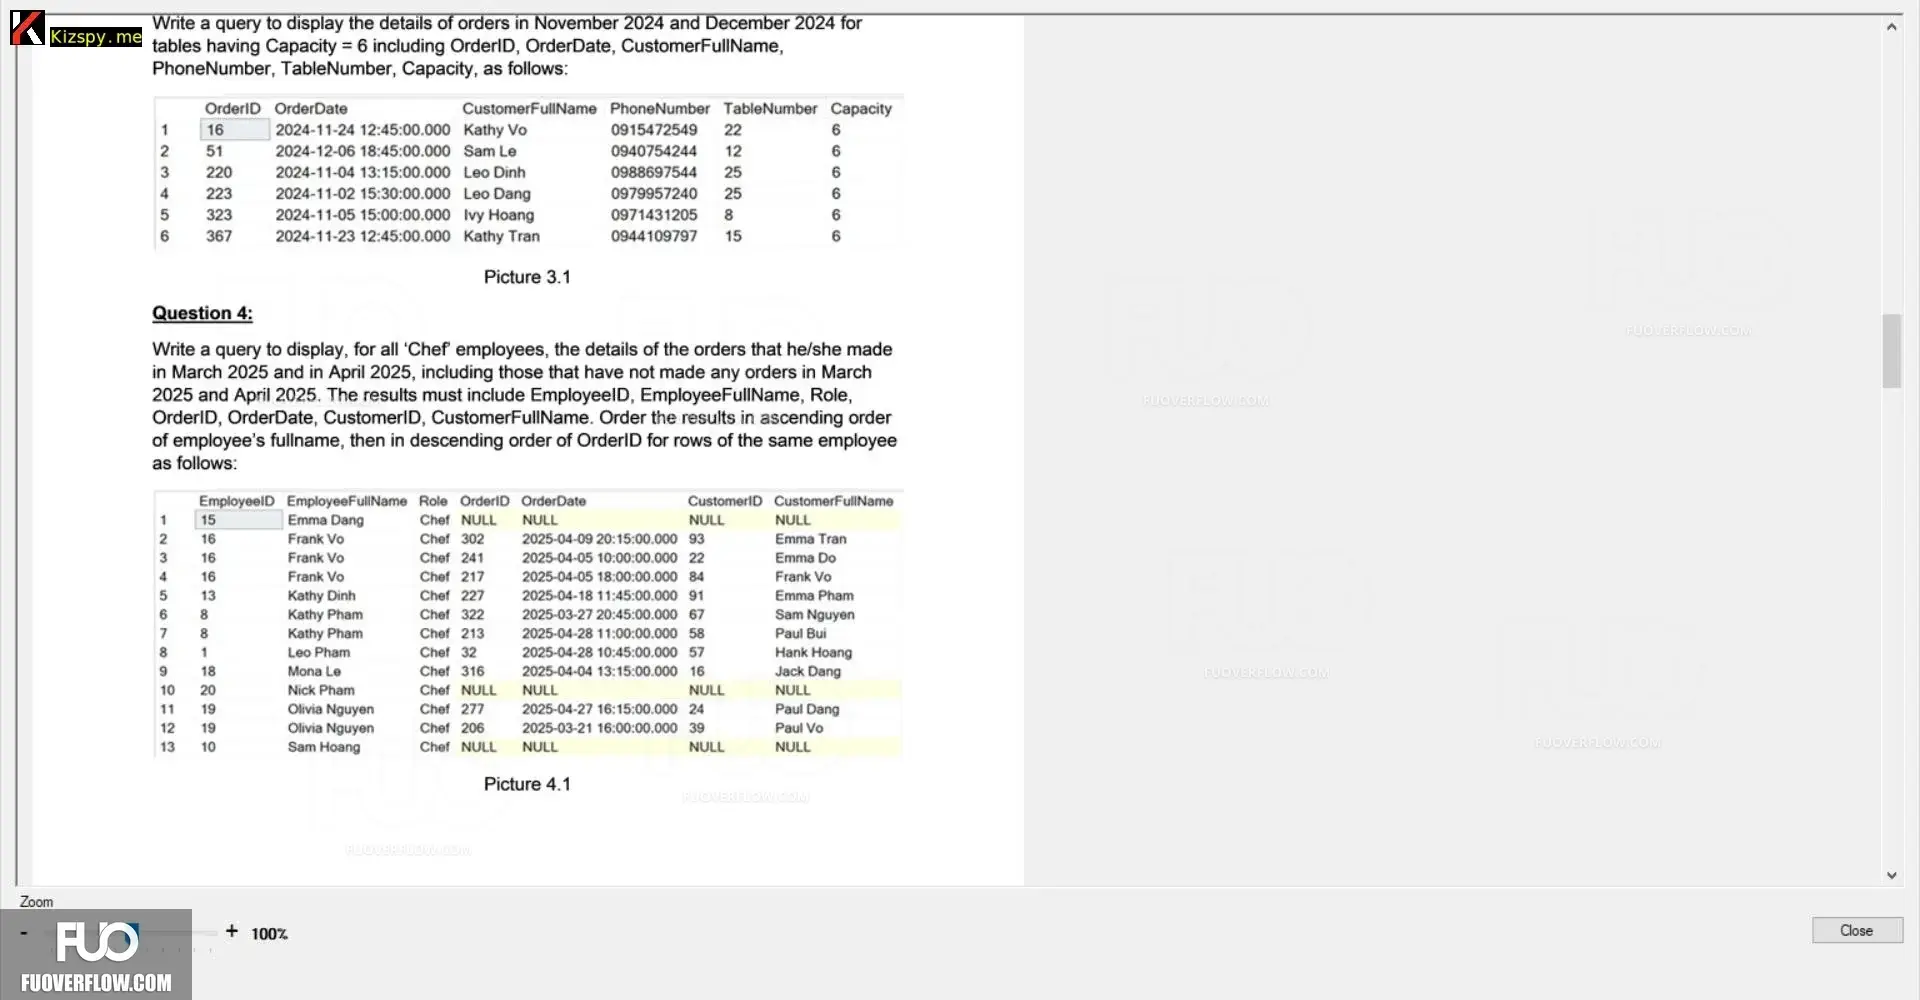 Kizspy.me
Write a query to display the details of orders in November 2024 and December 2024 for
tables having Capacity = 6 including OrderID, OrderDate, CustomerFullName,
PhoneNumber, TableNumber, Capacity, as follows:
OrderID OrderDate CustomerFullName PhoneNumber TableNumber Capacity
1 16 2024-11-24 12:45:00.000 Kathy Vo 0915472549 22 6
2 51 2024-12-06 18:45:00.000 Sam Le 0940754244 12 6
3 220 2024-11-04 13:15:00.000 Leo Dinh 0988697544 25 6
4 223 2024-11-02 15:30:00.000 Leo Dang 0979957240 25 6
5 323 2024-11-05 15:00:00.000 Ivy Hoang 0971431205 8 6
6 367 2024-11-23 12:45:00.000 Kathy Tran 0944109797 15 6
Picture 3.1
Question 4:
Write a query to display, for all ‘Chef’ employees, the details of the orders that he/she made
in March 2025 and in April 2025, including those that have not made any orders in March
2025 and April 2025. The results must include EmployeeID, EmployeeFullName, Role,
OrderID, OrderDate, CustomerID, CustomerFullName. Order the results in ascending order
of employee’s fullname, then in descending order of OrderID for rows of the same employee
as follows:
EmployeeID EmployeeFullName Role OrderID OrderDate CustomerID CustomerFullName
1 15 Emma Dang Chef NULL NULL NULL NULL
2 16 Frank Vo Chef 302 2025-04-09 20:15:00.000 93 Emma Tran
3 16 Frank Vo Chef 241 2025-04-05 10:00:00.000 22 Emma Do
4 16 Frank Vo Chef 217 2025-04-05 18:00:00.000 84 Frank Vo
5 13 Kathy Dinh Chef 227 2025-04-18 11:45:00.000 91 Emma Pham
6 8 Kathy Pham Chef 322 2025-03-27 20:45:00.000 67 Sam Nguyen
7 8 Kathy Pham Chef 213 2025-04-28 11:00:00.000 58 Paul Bui
8 1 Leo Pham Chef 32 2025-04-28 10:45:00.000 57 Hank Hoang
9 18 Mona Le Chef 316 2025-04-04 13:15:00.000 16 Jack Dang
10 20 Nick Pham Chef NULL NULL NULL NULL
11 19 Olivia Nguyen Chef 277 2025-04-27 16:15:00.000 24 Paul Dang
12 19 Olivia Nguyen Chef 206 2025-03-21 16:00:00.000 39 Paul Vo
13 10 Sam Hoang Chef NULL NULL NULL NULL
Picture 4.1
FUOVERFLOW.COM
FUOVERFLOW.COM
FUOVERFLOW.COM
FUOVERFLOW.COM
FUOVERFLOW.COM
FUOVERFLOW.COM
Zoom
- + 100%
Close
FUO
FUOVERFLOW.COM